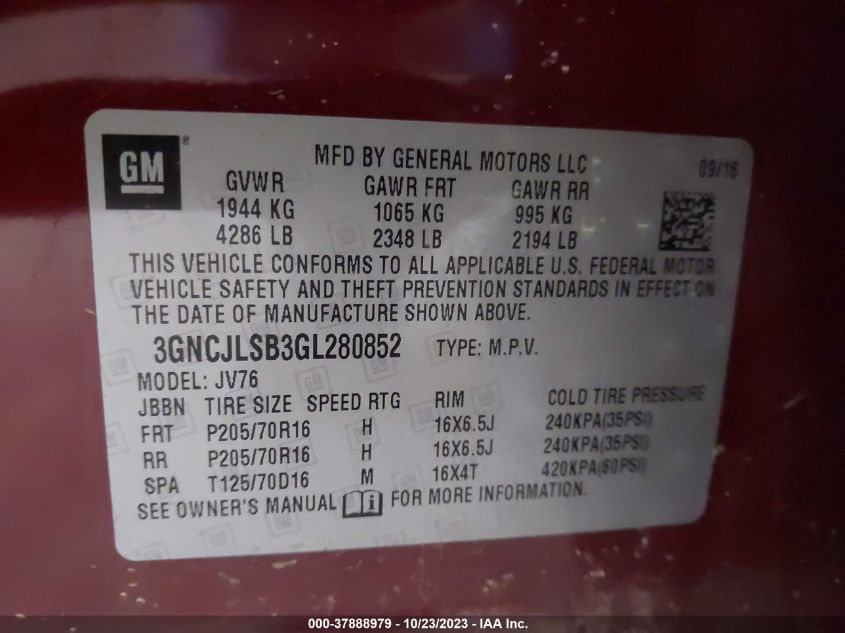 GM ®
MFD BY GENERAL MOTORS LLC
09/16
GVWR GAWR FRT GAWR RR
1944 KG 1065 KG 995 KG
4286 LB 2348 LB 2194 LB
THIS VEHICLE CONFORMS TO ALL APPLICABLE U.S. FEDERAL MOTOR
VEHICLE SAFETY AND THEFT PREVENTION STANDARDS IN EFFECT ON
THE DATE OF MANUFACTURE SHOWN ABOVE.
3GNCJLSB3GL280852 TYPE: M.P.V.
MODEL: JV76
JBBN TIRE SIZE SPEED RTG RIM COLD TIRE PRESSURE
FRT P205/70R16 H 16X6.5J 240KPA(35PSI)
RR P205/70R16 H 16X6.5J 240KPA(35PSI)
SPA T125/70D16 M 16X4T 420KPA(60PSI)
SEE OWNER'S MANUAL i FOR MORE INFORMATION.
000-37888979 - 10/23/2023 - IAA Inc.